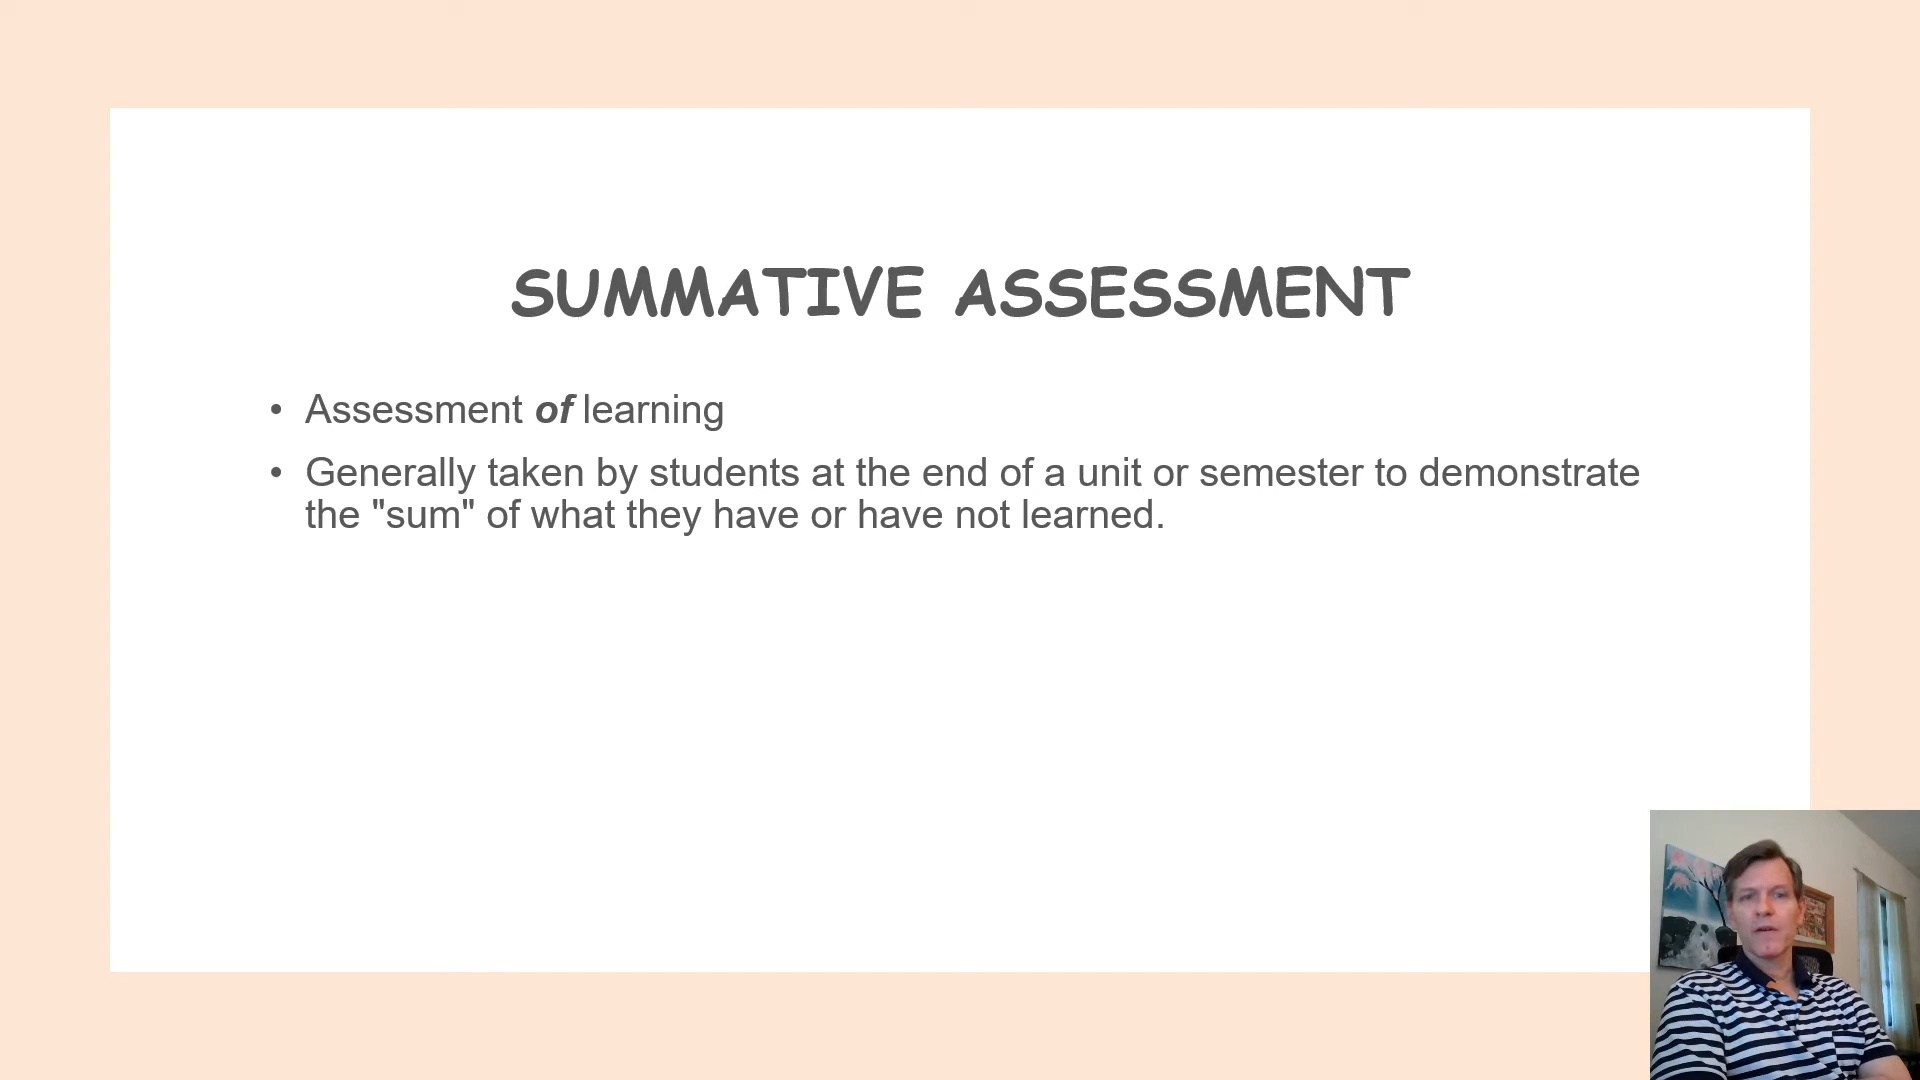 SUMMATIVE ASSESSMENT
• Assessment of learning
• Generally taken by students at the end of a unit or semester to demonstrate
the "sum" of what they have or have not learned.